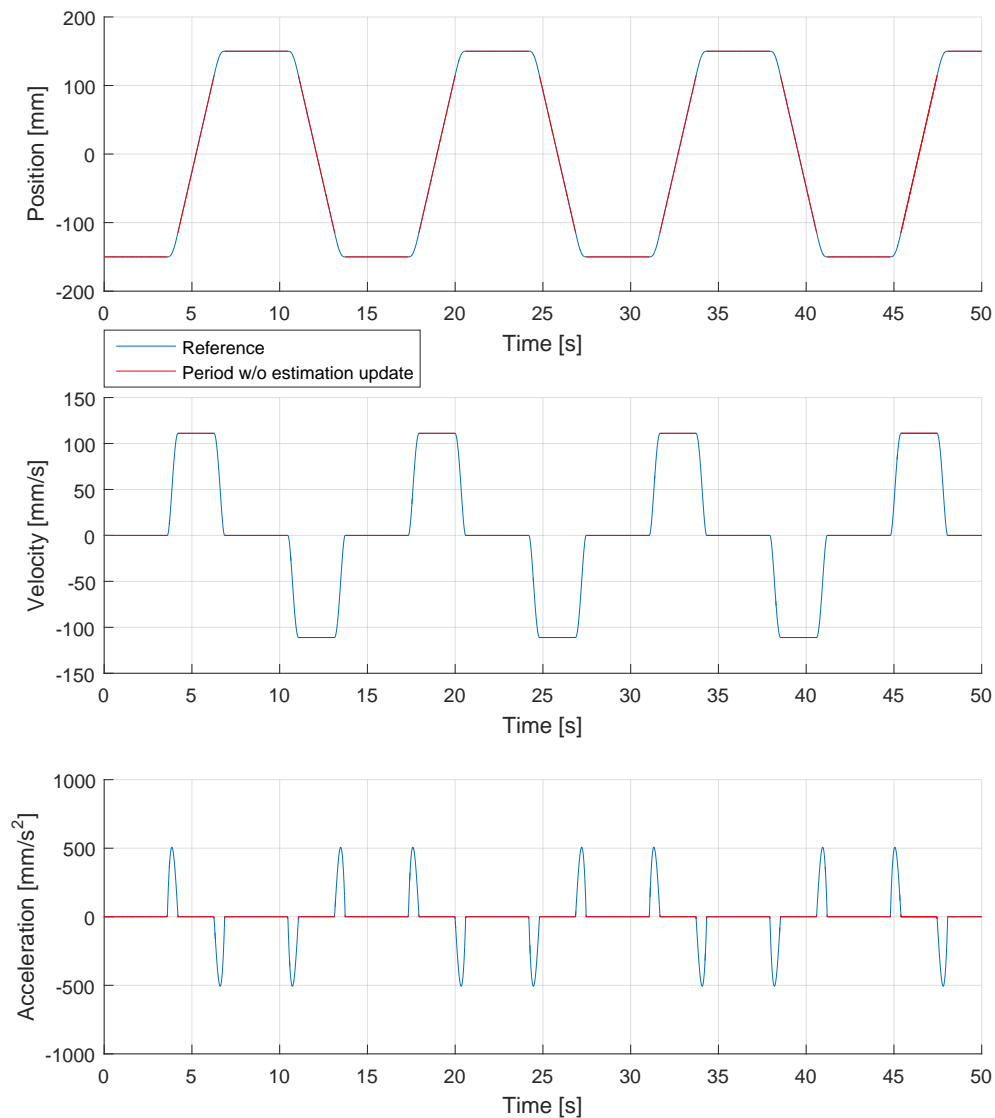 200
100
0
-100
-200
Position [mm]
0 5 10 15 20 25 30 35 40 45 50
Time [s]
Reference
Period w/o estimation update
150
100
50
0
-50
-100
-150
Velocity [mm/s]
0 5 10 15 20 25 30 35 40 45 50
Time [s]
1000
500
0
-500
-1000
Acceleration [mm/s²]
0 5 10 15 20 25 30 35 40 45 50
Time [s]